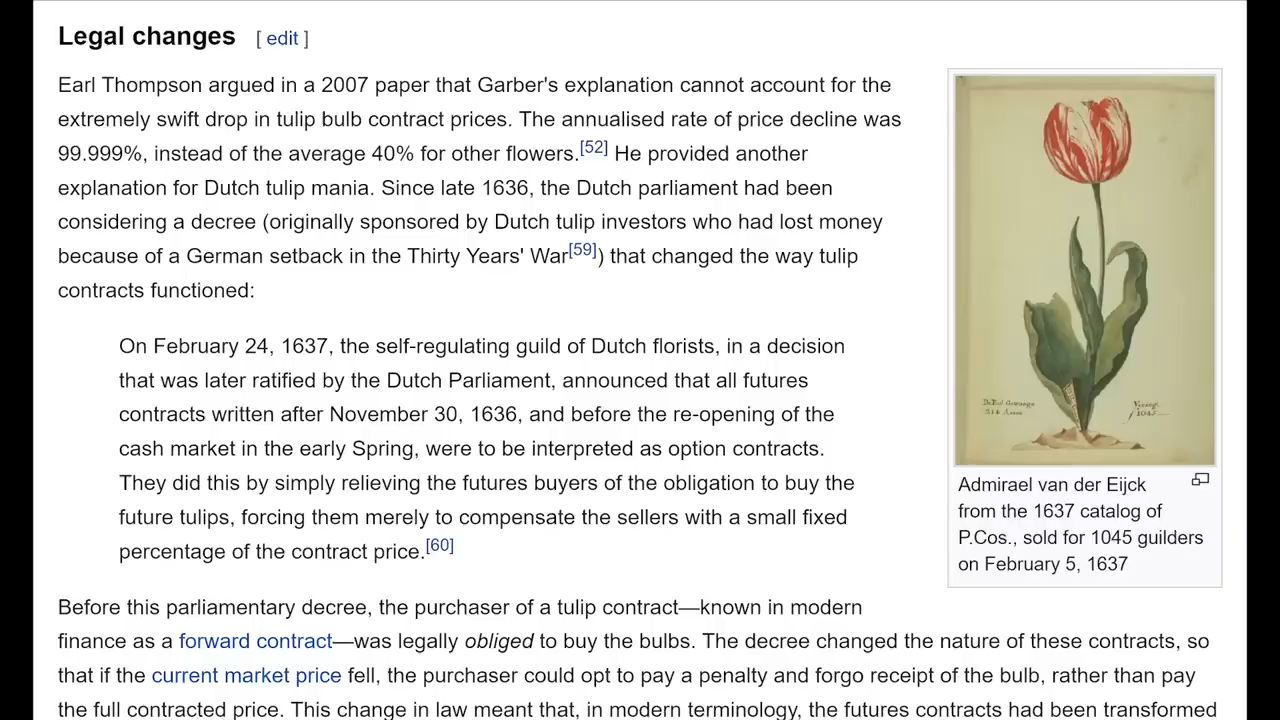 Legal changes [ edit ]
Earl Thompson argued in a 2007 paper that Garber's explanation cannot account for the
extremely swift drop in tulip bulb contract prices. The annualised rate of price decline was
99.999%, instead of the average 40% for other flowers.[52] He provided another
explanation for Dutch tulip mania. Since late 1636, the Dutch parliament had been
considering a decree (originally sponsored by Dutch tulip investors who had lost money
because of a German setback in the Thirty Years' War[59]) that changed the way tulip
contracts functioned:
On February 24, 1637, the self-regulating guild of Dutch florists, in a decision
that was later ratified by the Dutch Parliament, announced that all futures
contracts written after November 30, 1636, and before the re-opening of the
cash market in the early Spring, were to be interpreted as option contracts.
They did this by simply relieving the futures buyers of the obligation to buy the
future tulips, forcing them merely to compensate the sellers with a small fixed
percentage of the contract price.[60]
Before this parliamentary decree, the purchaser of a tulip contract—known in modern
finance as a forward contract—was legally obliged to buy the bulbs. The decree changed the nature of these contracts, so
that if the current market price fell, the purchaser could opt to pay a penalty and forgo receipt of the bulb, rather than pay
the full contracted price. This change in law meant that, in modern terminology, the futures contracts had been transformed
1045
Admirael van der Eijck
from the 1637 catalog of
P.Cos., sold for 1045 guilders
on February 5, 1637